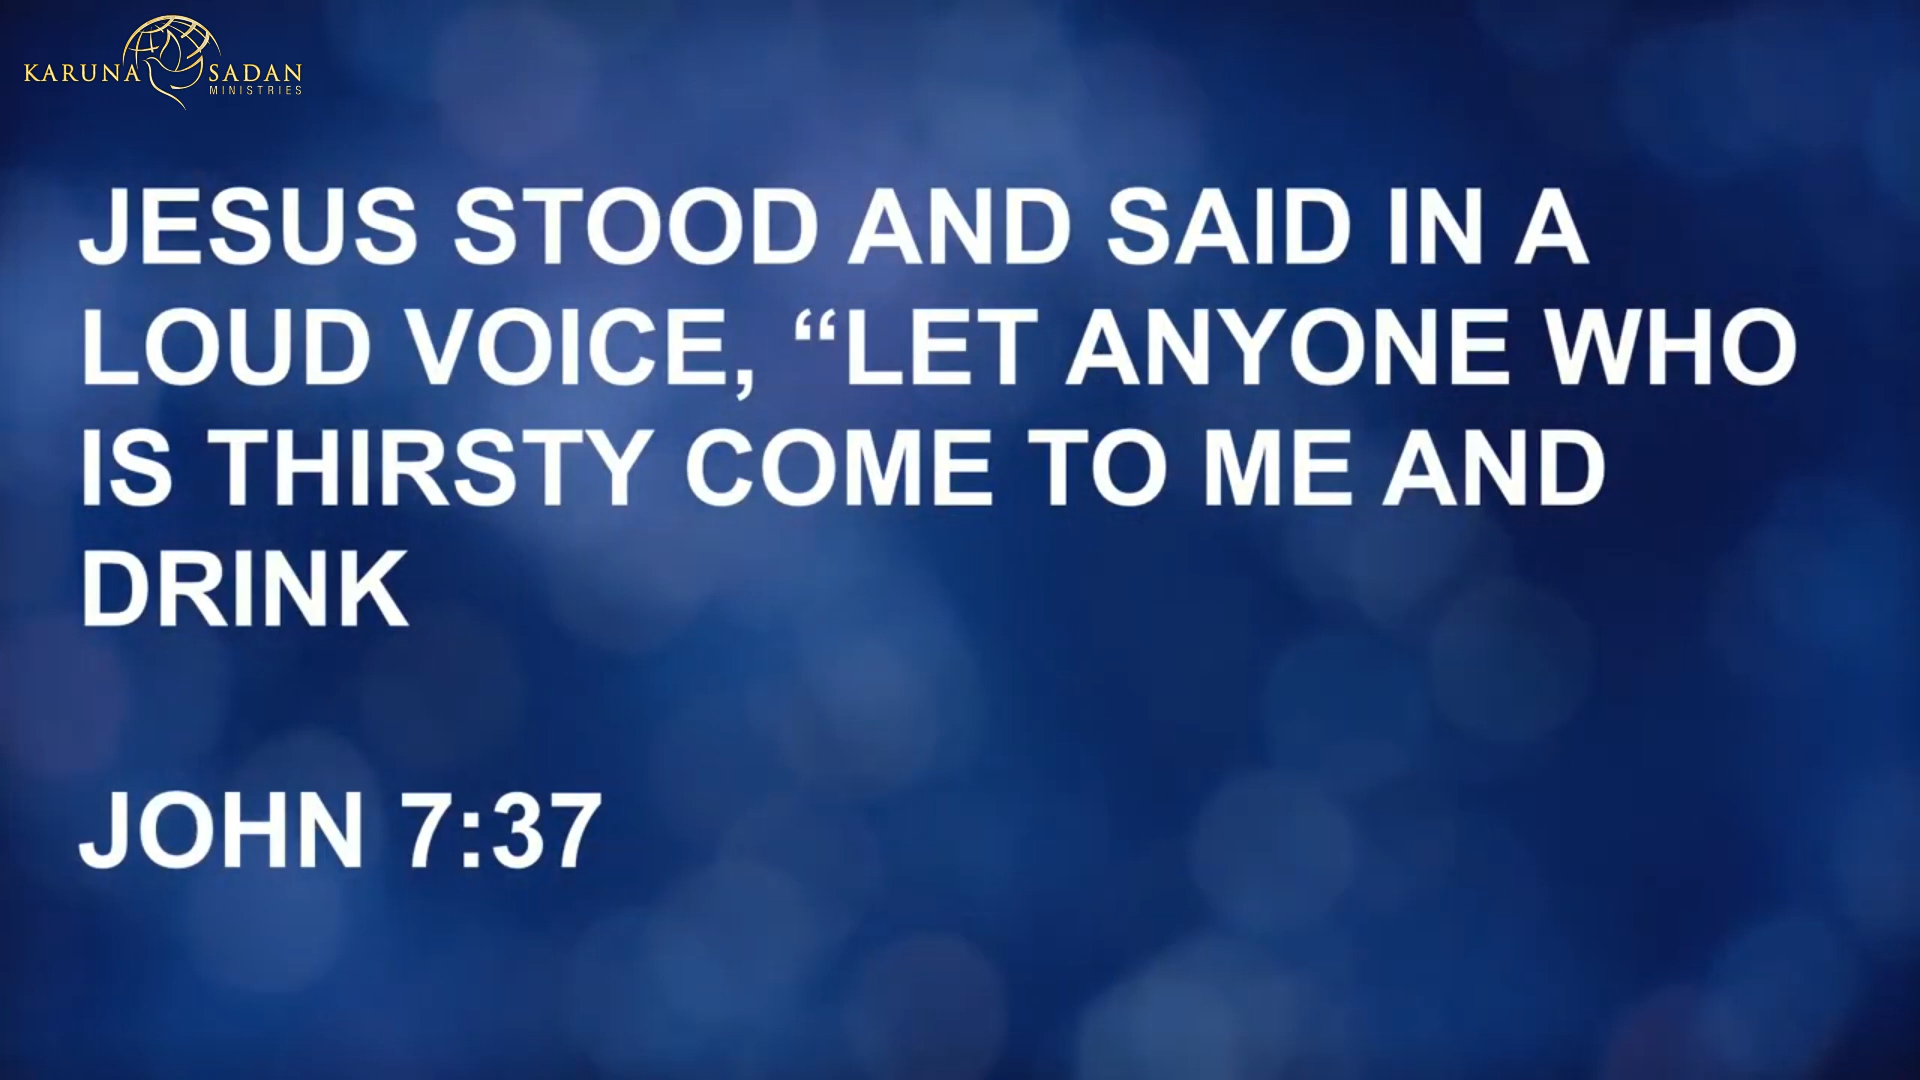 KARUNA SADAN
MINISTRIES
JESUS STOOD AND SAID IN A
LOUD VOICE, “LET ANYONE WHO
IS THIRSTY COME TO ME AND
DRINK
JOHN 7:37